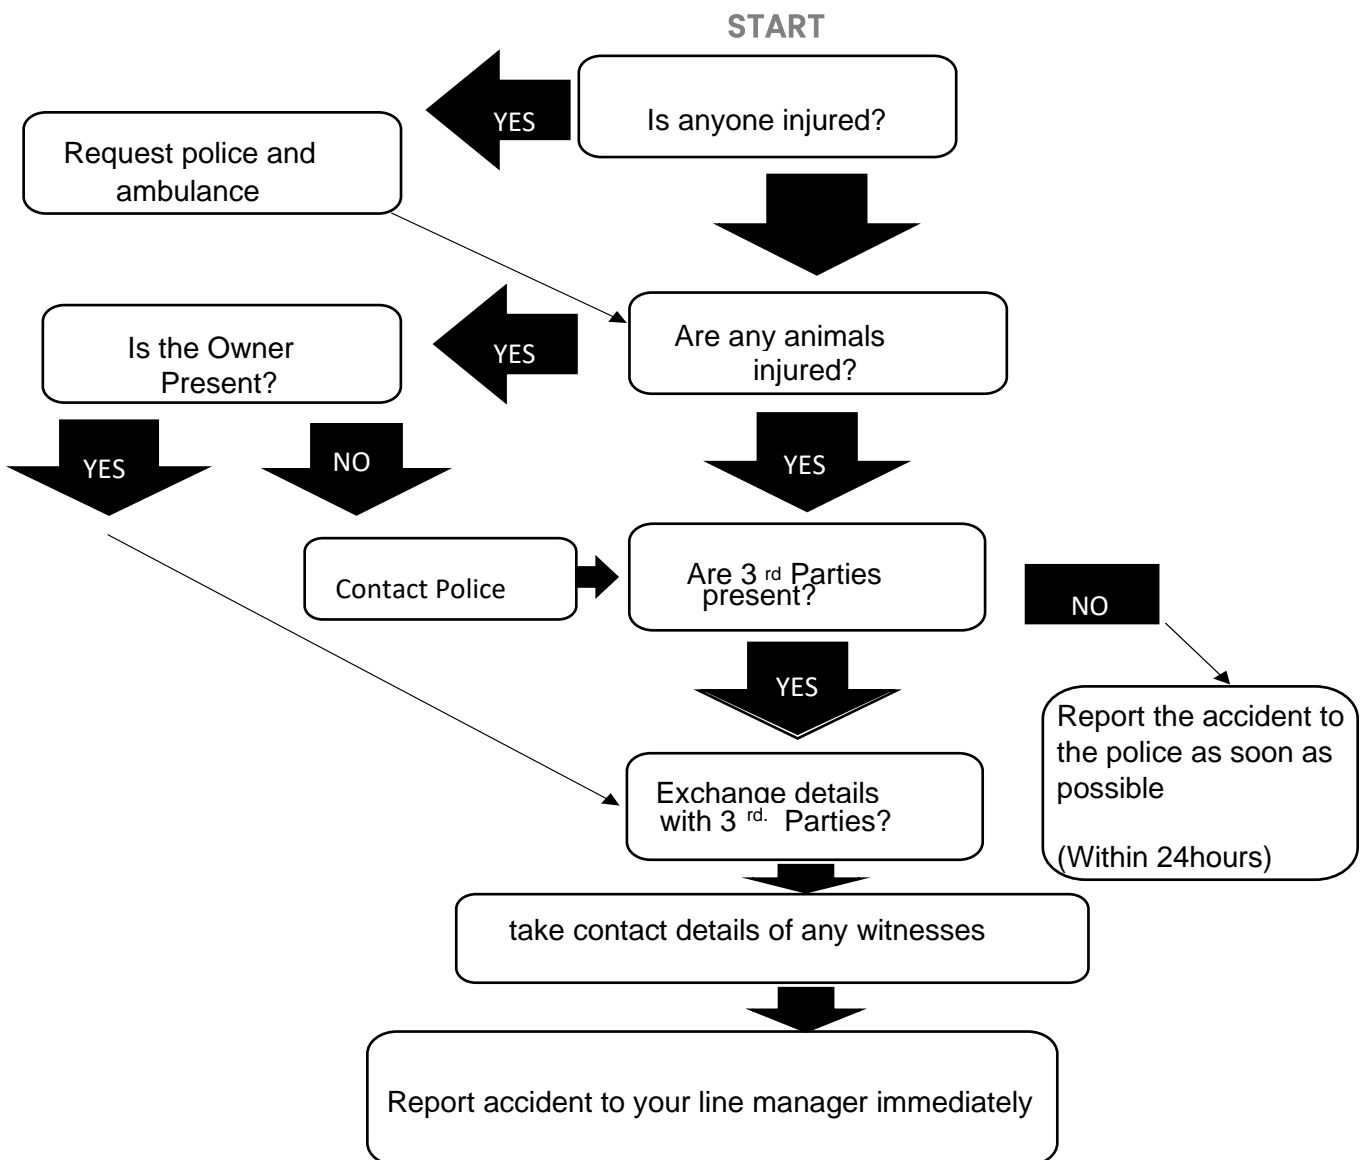 START
Is anyone injured?
YES
Request police and
ambulance
Are any animals
injured?
YES
Is the Owner
Present?
YES
NO
YES
Contact Police
Are 3 rd Parties
present?
NO
YES
Report the accident to
the police as soon as
possible
(Within 24hours)
Exchange details
with 3 rd. Parties?
take contact details of any witnesses
Report accident to your line manager immediately